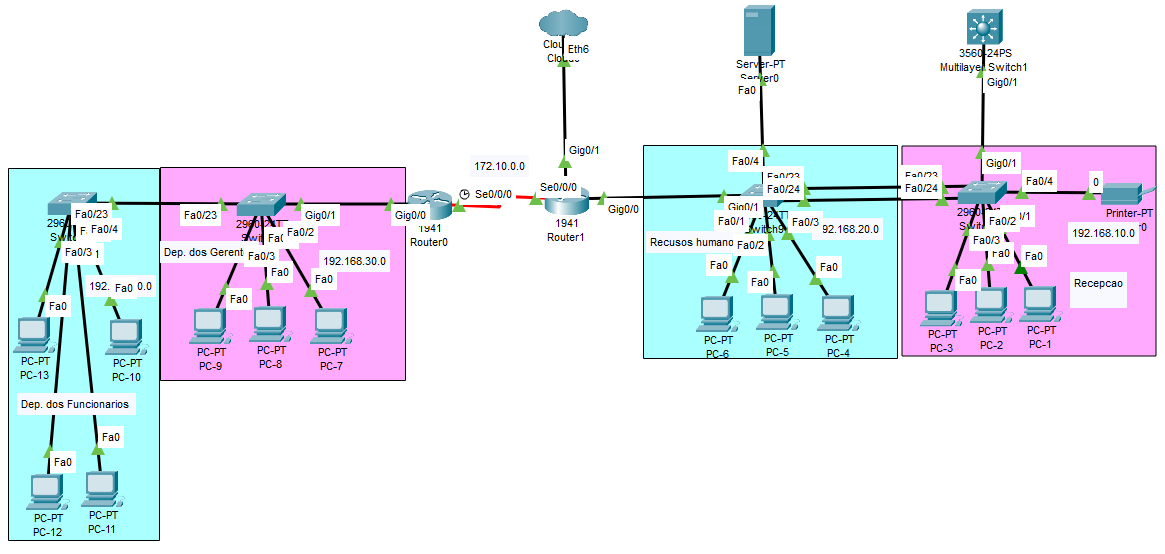 Eth6
Server-PT
Server0
Fa0
3560-24PS
Multilayer Switch1
Gig0/1
172.10.0.0
Gig0/1
Se0/0/0
Se0/0/0
Gig0/0
1941
Router0
1941
Router1
Gig0/0
Fa0/23
Fa0/4
Fa0/3
Fa0/23
Gig0/1
Fa0/2
Fa0/3
Dep. dos
192.168.30.0
Fa0
Fa0
Fa0
Fa0
Fa0
PC-PT
PC-13
PC-PT
PC-10
PC-PT
PC-9
PC-PT
PC-8
PC-PT
PC-7
Dep. dos Funcionarios
Fa0
Fa0
PC-PT
PC-12
PC-PT
PC-11
Fa0/4
Fa0/23
Fa0/24
Gig0/1
Fa0/1
Fa0/3
Fa0/2
Recusos
92.168.20.0
Fa0
Fa0
Fa0
PC-PT
PC-6
PC-PT
PC-5
PC-PT
PC-4
Fa0/23
Fa0/24
Gig0/1
Fa0/4
0
Printer-PT
192.168.10.0
Fa0/2
Fa0/3
Fa0
Fa0
Fa0
Recepcao
PC-PT
PC-3
PC-PT
PC-2
PC-PT
PC-1